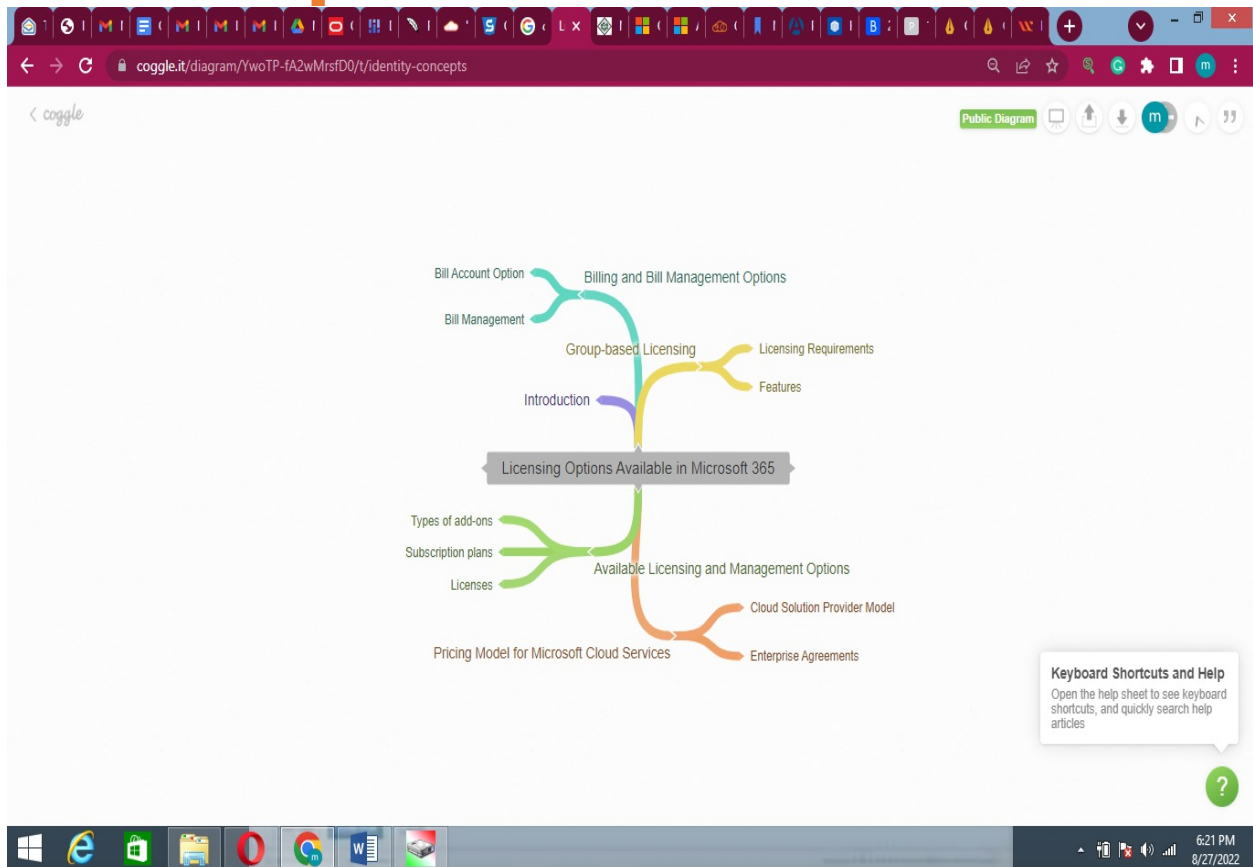 coggle.it/diagram/YwoTP-fA2wMrsfD0/t/identity-concepts
coggle
Public Diagram
m
Bill Account Option
Billing and Bill Management Options
Bill Management
Group-based Licensing
Licensing Requirements
Features
Introduction
Licensing Options Available in Microsoft 365
Types of add-ons
Subscription plans
Available Licensing and Management Options
Licenses
Cloud Solution Provider Model
Pricing Model for Microsoft Cloud Services
Enterprise Agreements
Keyboard Shortcuts and Help
Open the help sheet to see keyboard
shortcuts, and quickly search help
articles
?
6:21 PM
8/27/2022